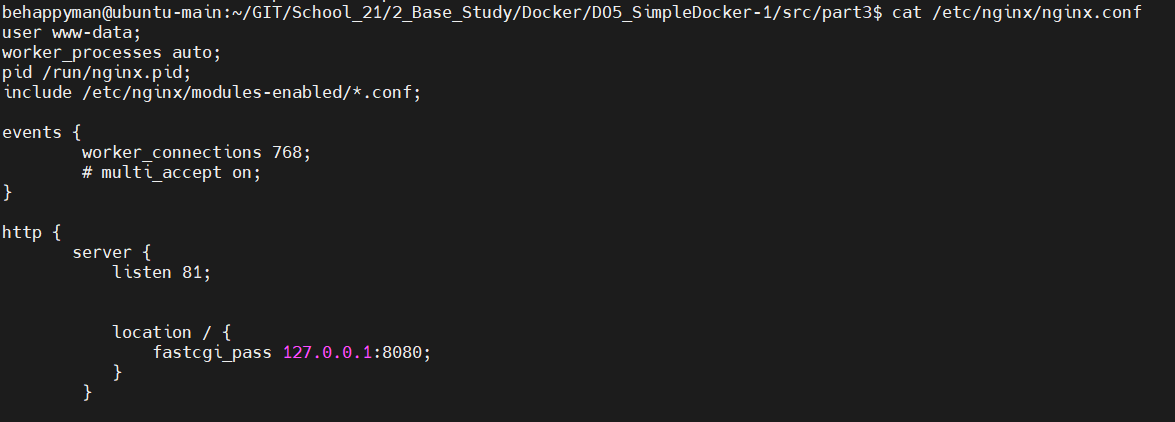 behappyman@ubuntu-main:~/GIT/School_21/2_Base_Study/Docker/D05_SimpleDocker-1/src/part3$ cat /etc/nginx/nginx.conf
user www-data;
worker_processes auto;
pid /run/nginx.pid;
include /etc/nginx/modules-enabled/*.conf;

events {
        worker_connections 768;
        # multi_accept on;
}

http {
       server {
           listen 81;


           location / {
               fastcgi_pass 127.0.0.1:8080;
           }
        }